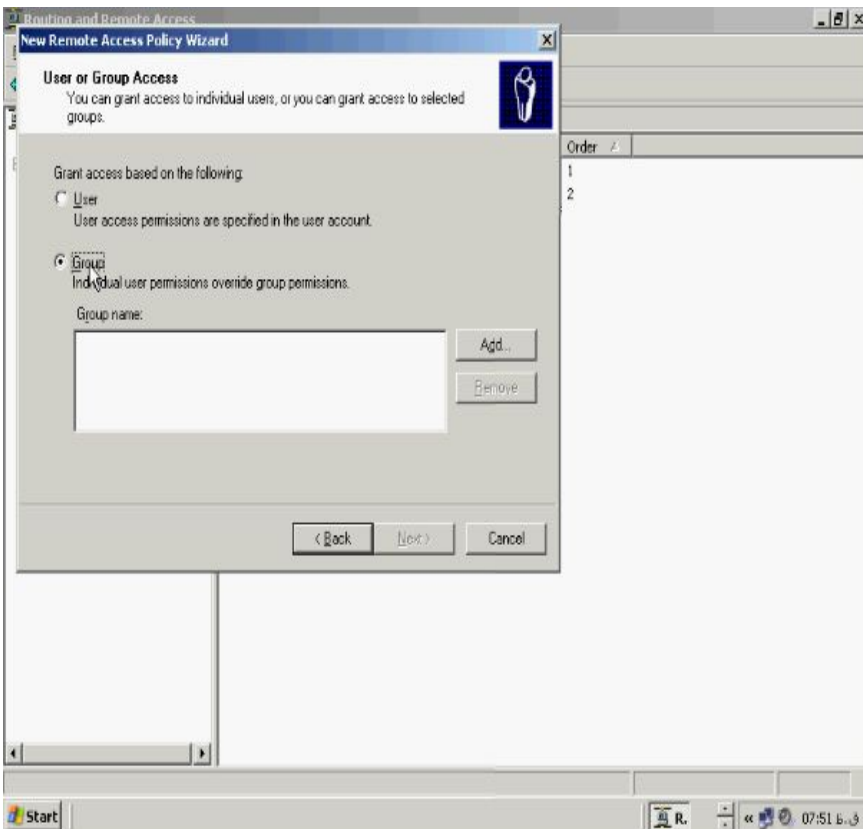 Routing and Remote Access
New Remote Access Policy Wizard
User or Group Access
You can grant access to individual users, or you can grant access to selected
groups.
Order
1
2
Grant access based on the following:
User
User access permissions are specified in the user account.
Group
Individual user permissions override group permissions.
Group name:
Add...
Remove
< Back
Next >
Cancel
Start
R.
« 07:51 ق.ظ